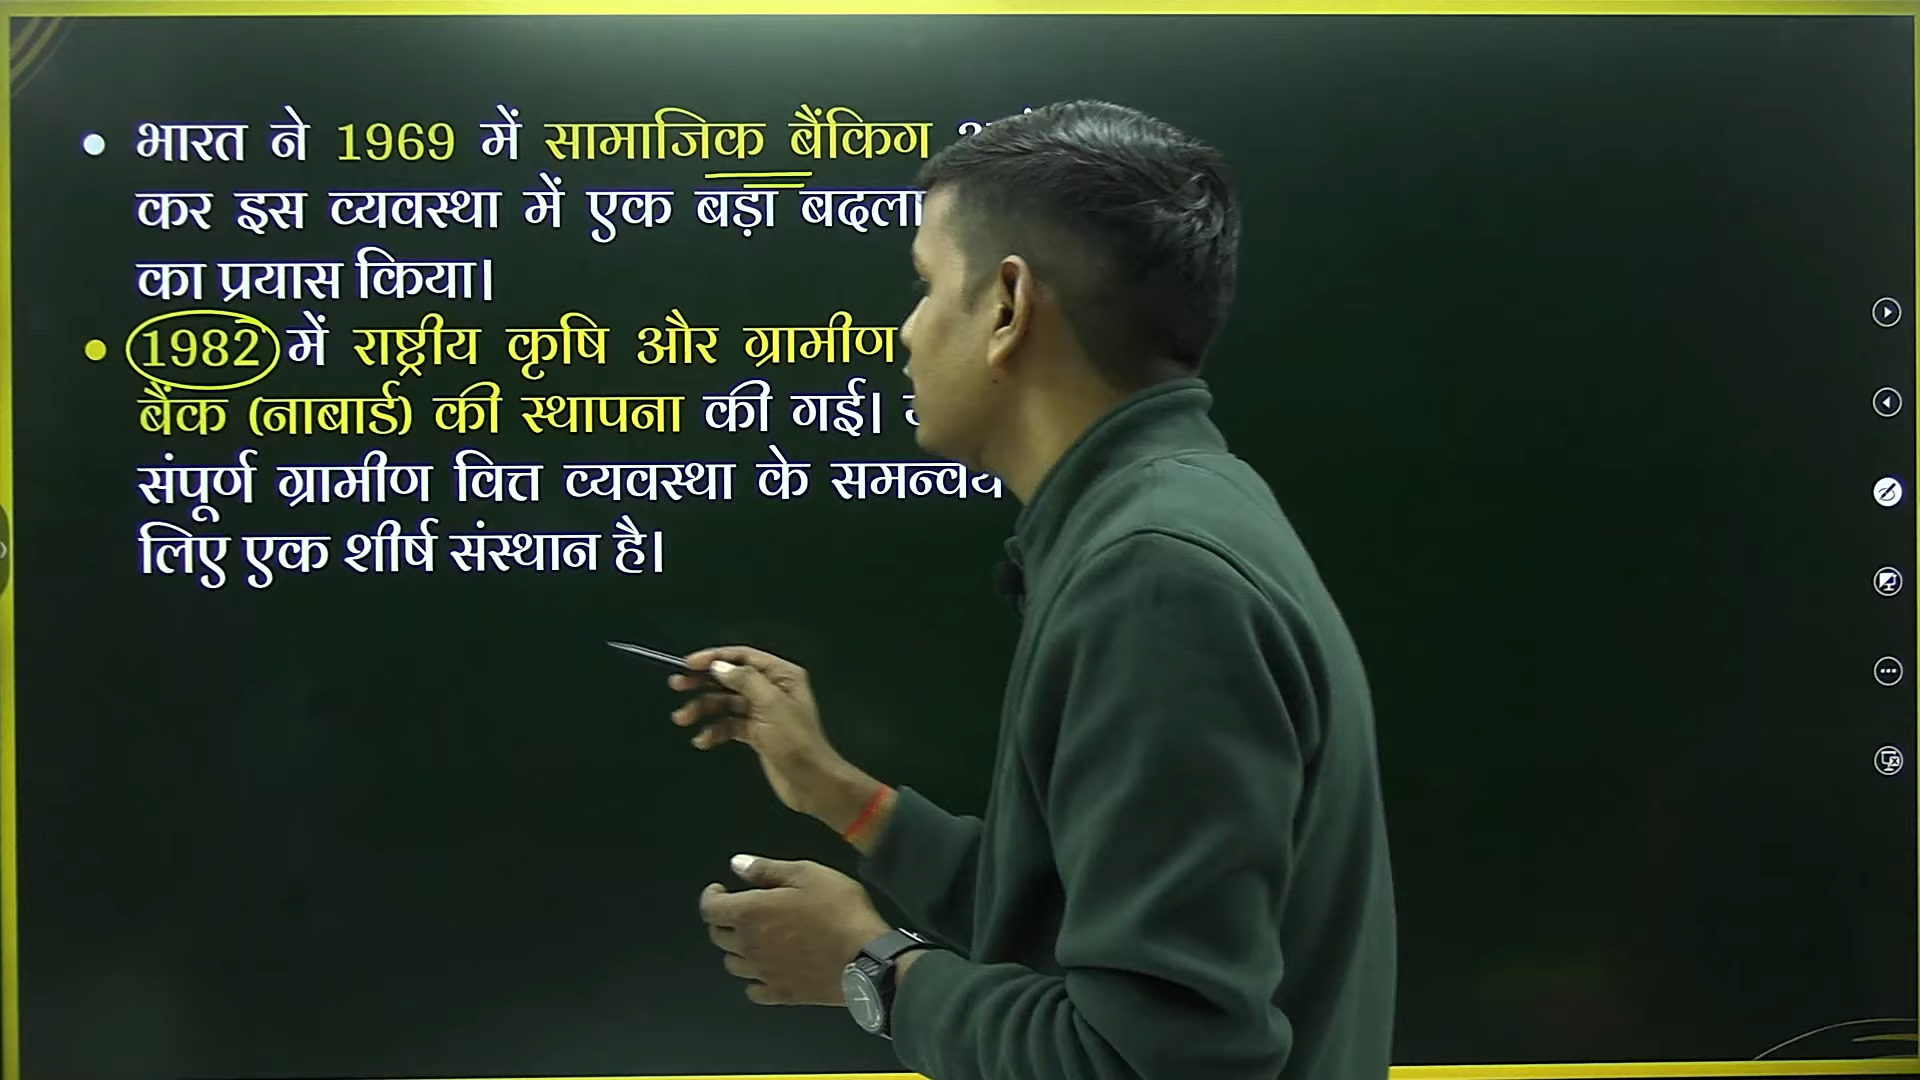 • भारत ने 1969 में सामाजिक बैंकिग
कर इस व्यवस्था में एक बड़ा
का प्रयास किया।
• 1982 में राष्ट्रीय कृषि और ग्रामीण
बैंक (नाबार्ड) की स्थापना की गई।
संपूर्ण ग्रामीण वित्त व्यवस्था के
लिए एक शीर्ष संस्थान है।